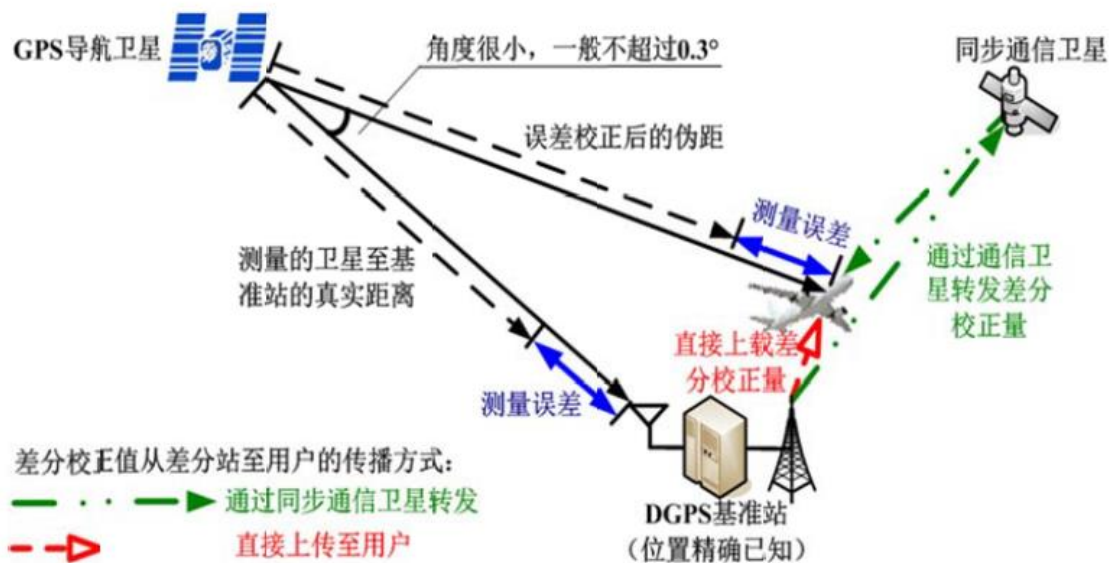 GPS导航卫星
角度很小，一般不超过0.3°
同步通信卫星
误差校正后的伪距
测量误差
测量的卫星至基
准站的真实距离
通过通信卫
星转发差分
校正量
直接上载差
分校正量
测量误差
差分校正值从差分站至用户的传播方式：
通过同步通信卫星转发
直接上传至用户
DGPS基准站
（位置精确已知）